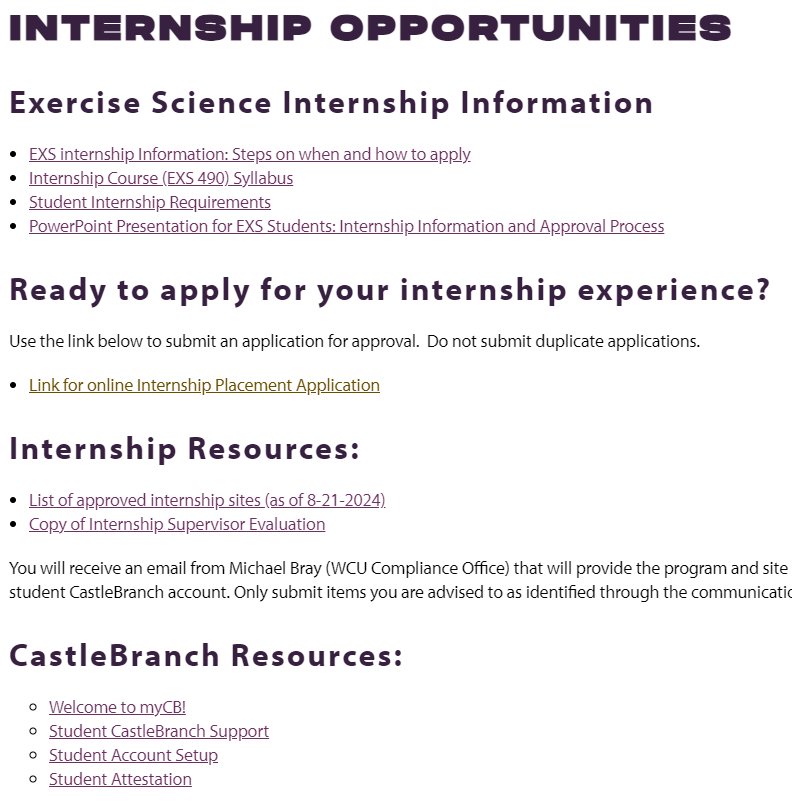 INTERNSHIP OPPORTUNITIES
Exercise Science Internship Information
EXS internship Information: Steps on when and how to apply
Internship Course (EXS 490) Syllabus
Student Internship Requirements
PowerPoint Presentation for EXS Students: Internship Information and Approval Process
Ready to apply for your internship experience?
Use the link below to submit an application for approval.  Do not submit duplicate applications.
Link for online Internship Placement Application
Internship Resources:
List of approved internship sites (as of 8-21-2024)
Copy of Internship Supervisor Evaluation
You will receive an email from Michael Bray (WCU Compliance Office) that will provide the program and site
student CastleBranch account. Only submit items you are advised to as identified through the
CastleBranch Resources:
Welcome to myCB!
Student CastleBranch Support
Student Account Setup
Student Attestation